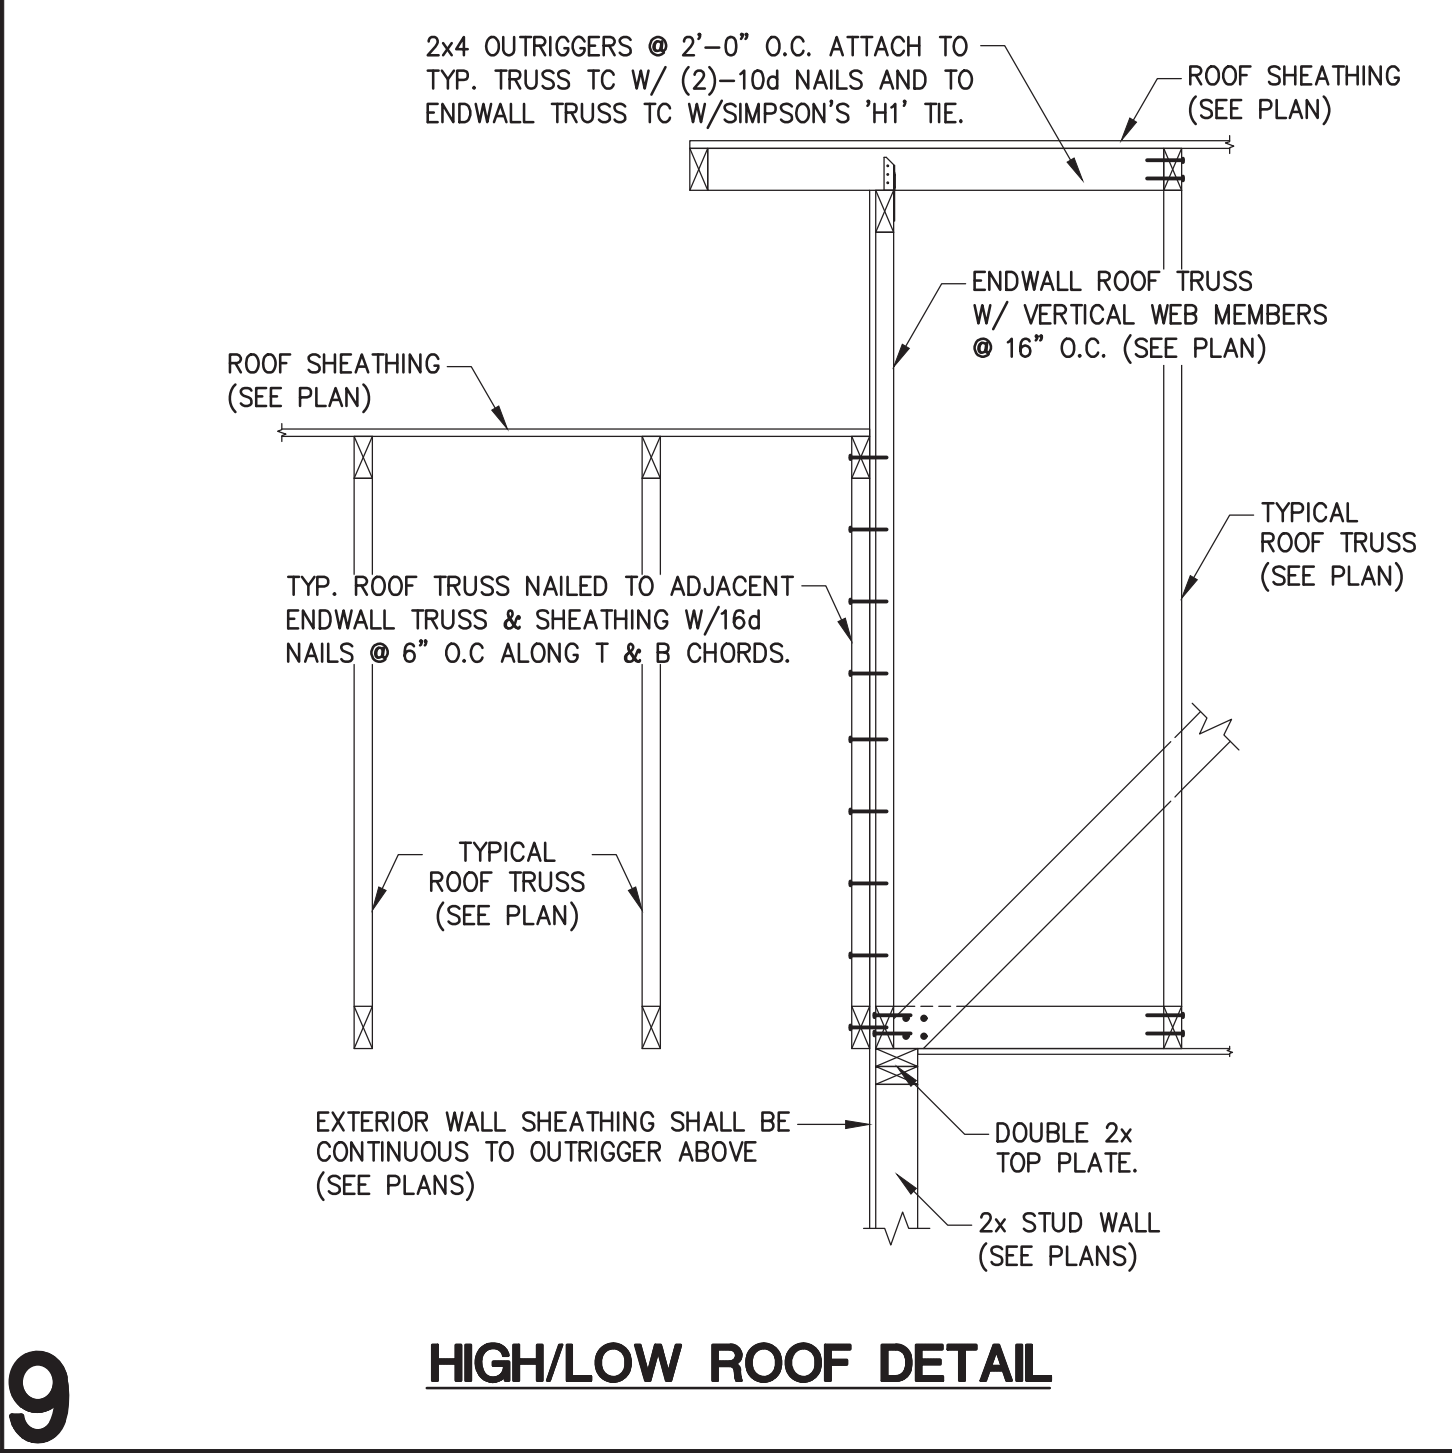 2x4 OUTRIGGERS @ 2'-0" O.C. ATTACH TO
TYP. TRUSS TC W/ (2)-10d NAILS AND TO
ENDWALL TRUSS TC W/SIMPSON'S 'H1' TIE.
ROOF SHEATHING
(SEE PLAN)
ENDWALL ROOF TRUSS
W/ VERTICAL WEB MEMBERS
@ 16" O.C. (SEE PLAN)
ROOF SHEATHING
(SEE PLAN)
TYPICAL
ROOF TRUSS
(SEE PLAN)
TYP. ROOF TRUSS NAILED TO ADJACENT
ENDWALL TRUSS & SHEATHING W/16d
NAILS @ 6" O.C ALONG T & B CHORDS.
TYPICAL
ROOF TRUSS
(SEE PLAN)
EXTERIOR WALL SHEATHING SHALL BE
CONTINUOUS TO OUTRIGGER ABOVE
(SEE PLANS)
DOUBLE 2x
TOP PLATE.
2x STUD WALL
(SEE PLANS)
HIGH/LOW ROOF DETAIL
9